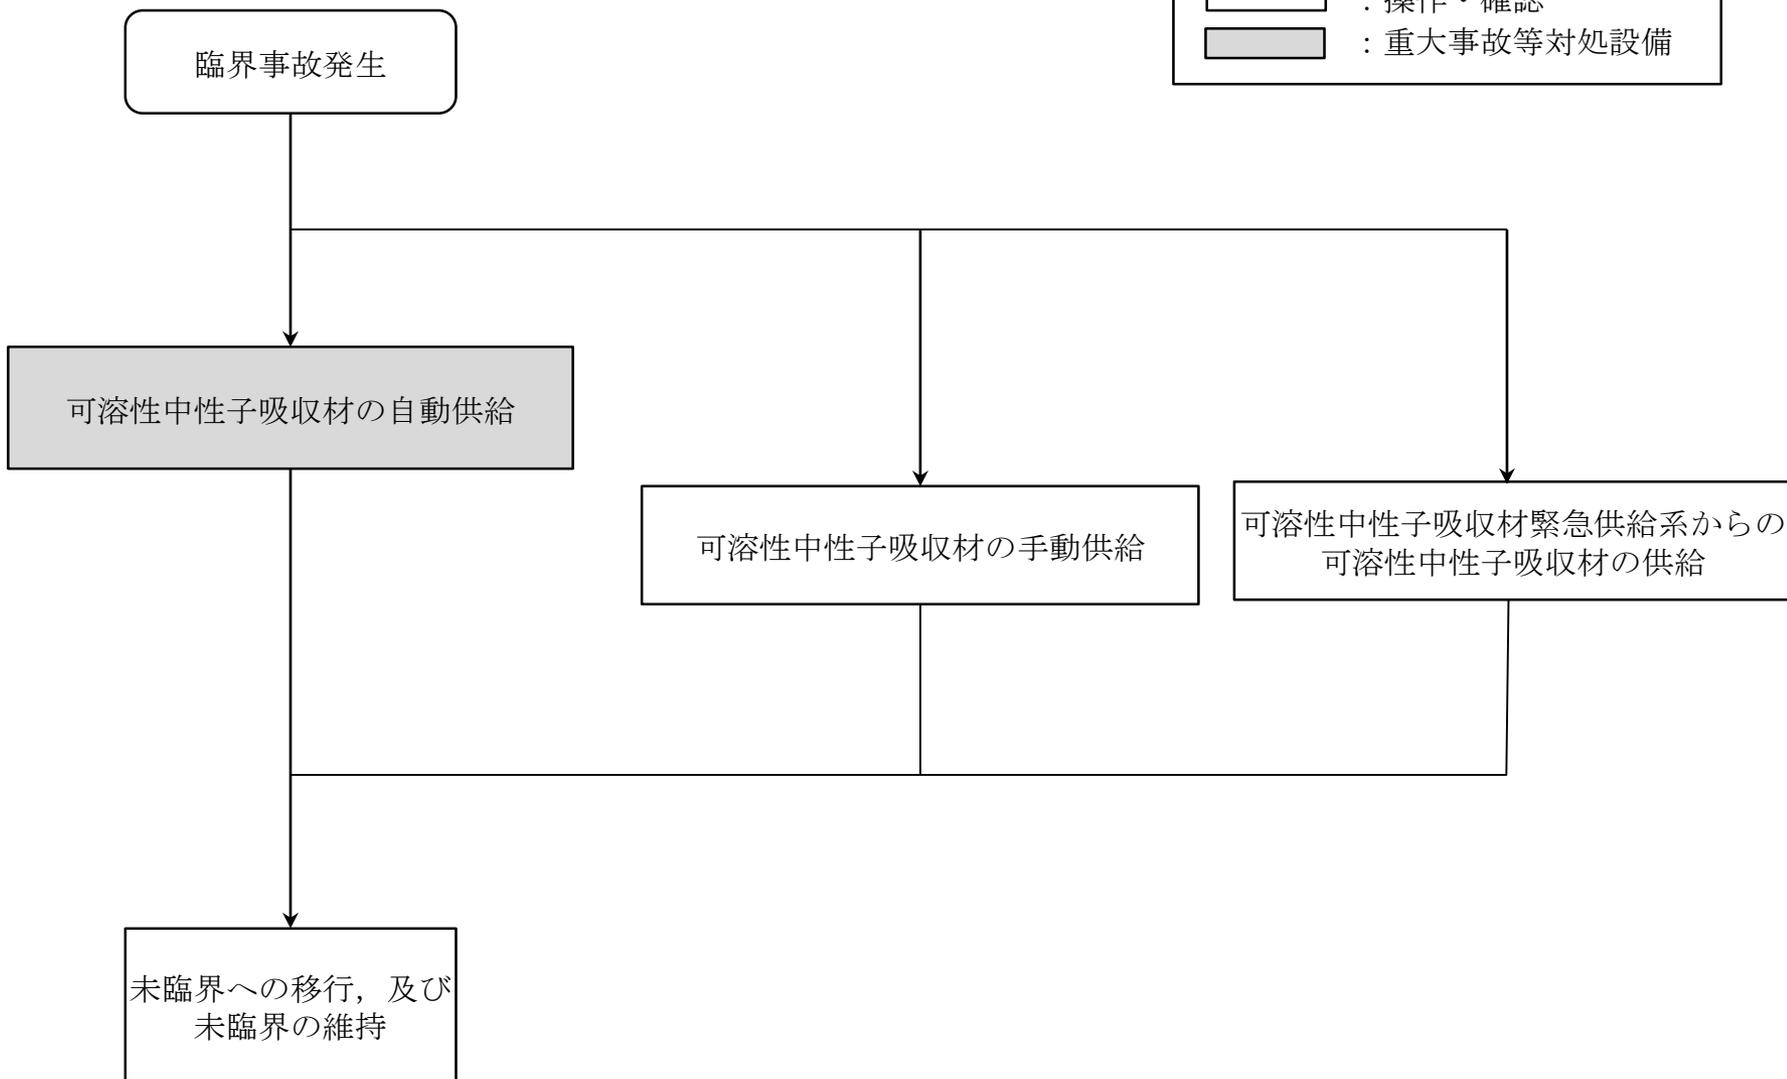 ：操作・確認
：重大事故等対処設備
臨界事故発生
可溶性中性子吸収材の自動供給
可溶性中性子吸収材の手動供給
可溶性中性子吸収材緊急供給系からの
可溶性中性子吸収材の供給
未臨界への移行，及び
未臨界の維持